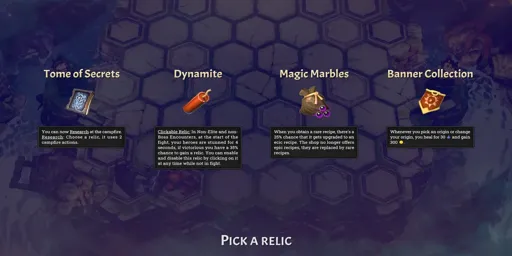 Tome of Secrets
You can now Research at the campfire.
Research: Choose a relic, it uses 2
campfire actions.
Dynamite
Clickable Relic: In Non-Elite and non-
Boss Encounters, at the start of the
fight, your heroes are stunned for 4
seconds, if victorious you have a 35%
chance to gain a relic. You can enable
and disable this relic by clicking on it
at any time while not in fight.
Magic Marbles
When you obtain a rare recipe, there's a
25% chance that it gets upgraded to an
epic recipe. The shop no longer offers
epic recipes, they are replaced by rare
recipes.
Banner Collection
Whenever you pick an origin or change
your origin, you heal for 30 and gain
300
Pick a relic